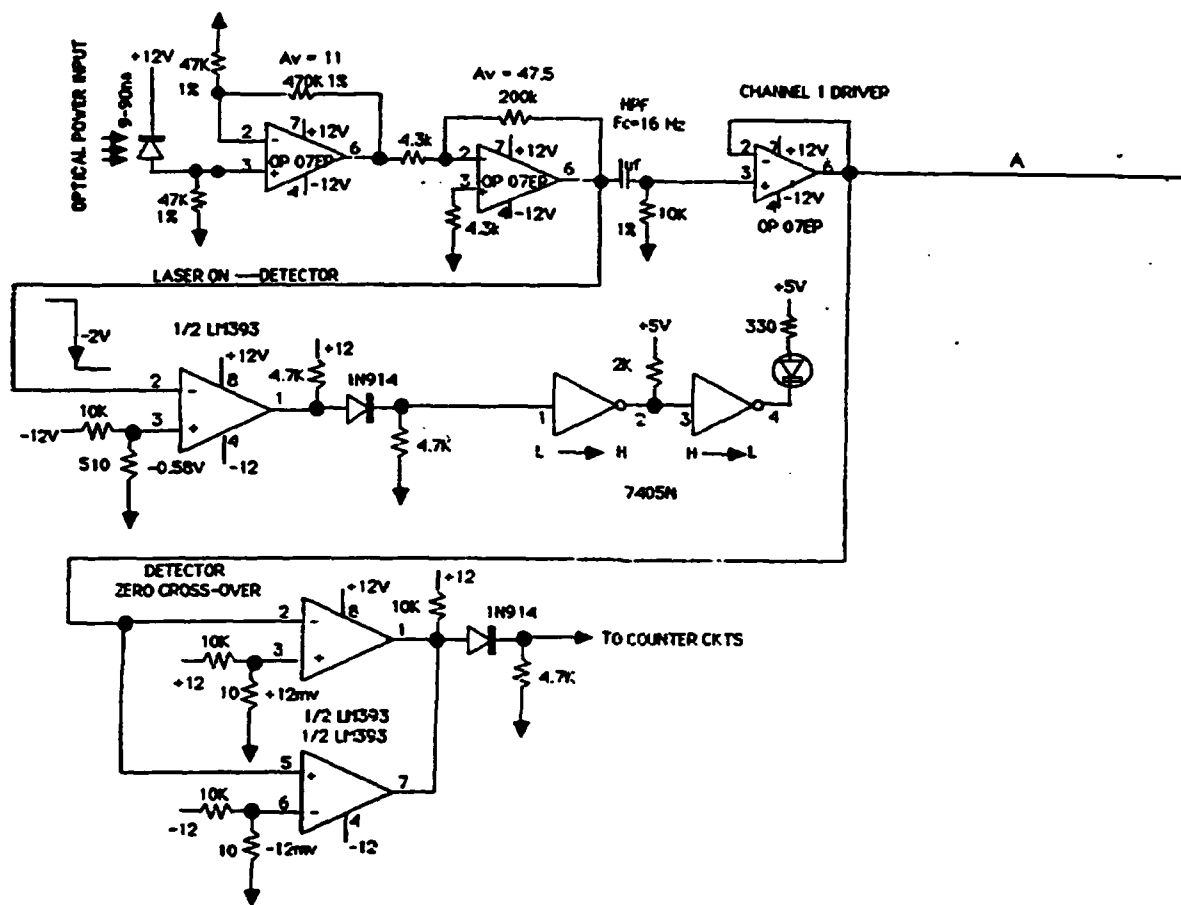 OPTICAL POWER INPUT
9-90na
+12V
47K
1%
Av = 11
470K 1%
2
-
7
+12V
OP 07EP
6
3
+
4
-12V
47K
1%
4.3k
Av = 47.5
200k
2
-
7
+12V
OP 07EP
6
3
+
4
-12V
4.3k
HPF
Fc=16 Hz
1uf
10K
1%
CHANNEL 1 DRIVER
2
-
7
+12V
6
3
+
4
-12V
OP 07EP
A
LASER ON — DETECTOR
-2V
1/2 LM393
+12V
8
2
-
1
3
+
4
-12
10K
-12V
510
-0.58V
+12
4.7K
1N914
4.7K
1
2
L → H
+5V
2K
3
4
H → L
7405N
+5V
330
DETECTOR
ZERO CROSS-OVER
+12V
8
2
-
1
3
+
10K
+12
10
+12mv
1/2 LM393
1/2 LM393
+12
10K
1N914
TO COUNTER CKTS
4.7K
5
+
7
6
-
4
-12
10K
-12
10
-12mv